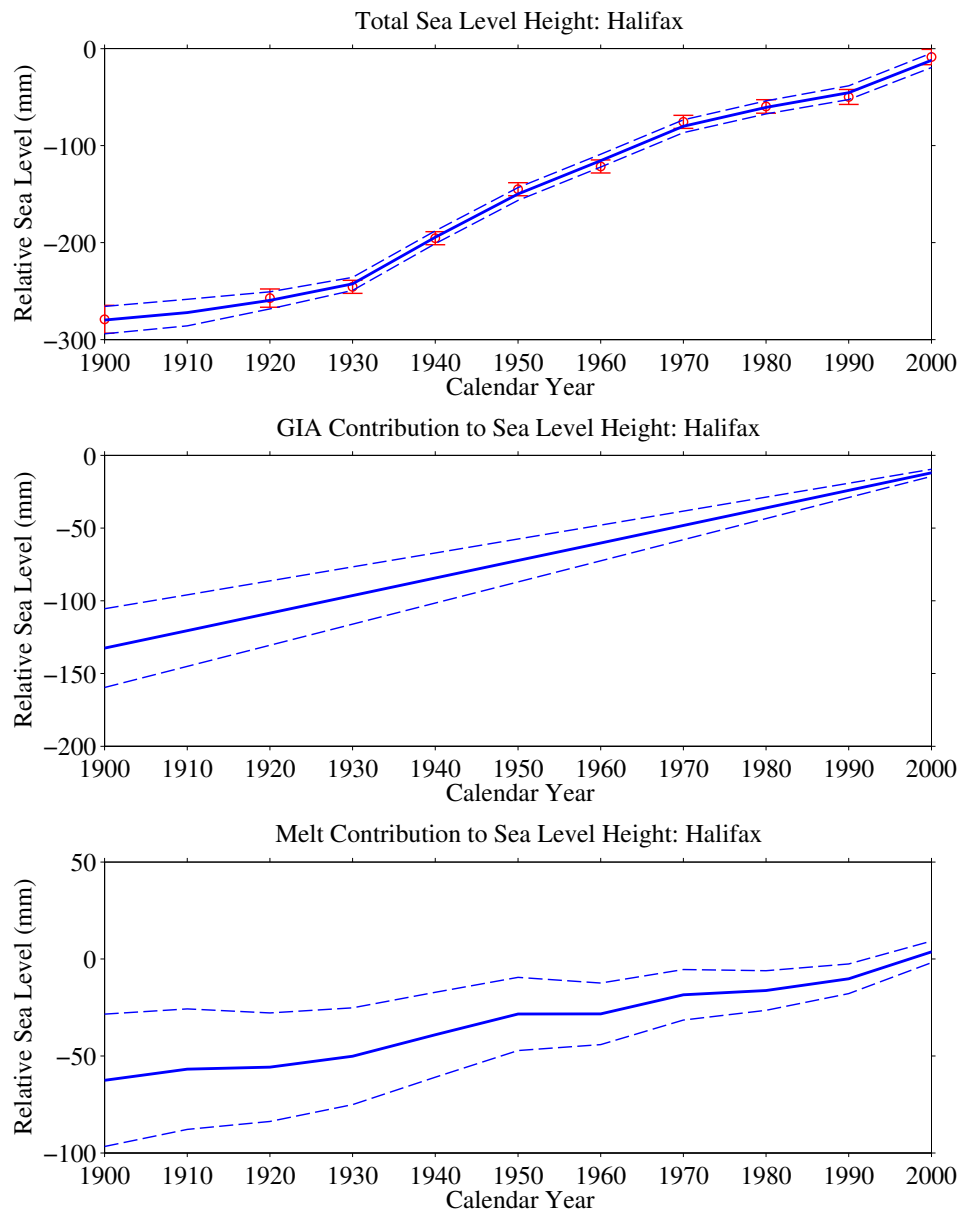 Total Sea Level Height: Halifax
Relative Sea Level (mm)
0
−100
−200
−300
1900 1910 1920 1930 1940 1950 1960 1970 1980 1990 2000
Calendar Year
GIA Contribution to Sea Level Height: Halifax
Relative Sea Level (mm)
0
−50
−100
−150
−200
1900 1910 1920 1930 1940 1950 1960 1970 1980 1990 2000
Calendar Year
Melt Contribution to Sea Level Height: Halifax
Relative Sea Level (mm)
50
0
−50
−100
1900 1910 1920 1930 1940 1950 1960 1970 1980 1990 2000
Calendar Year